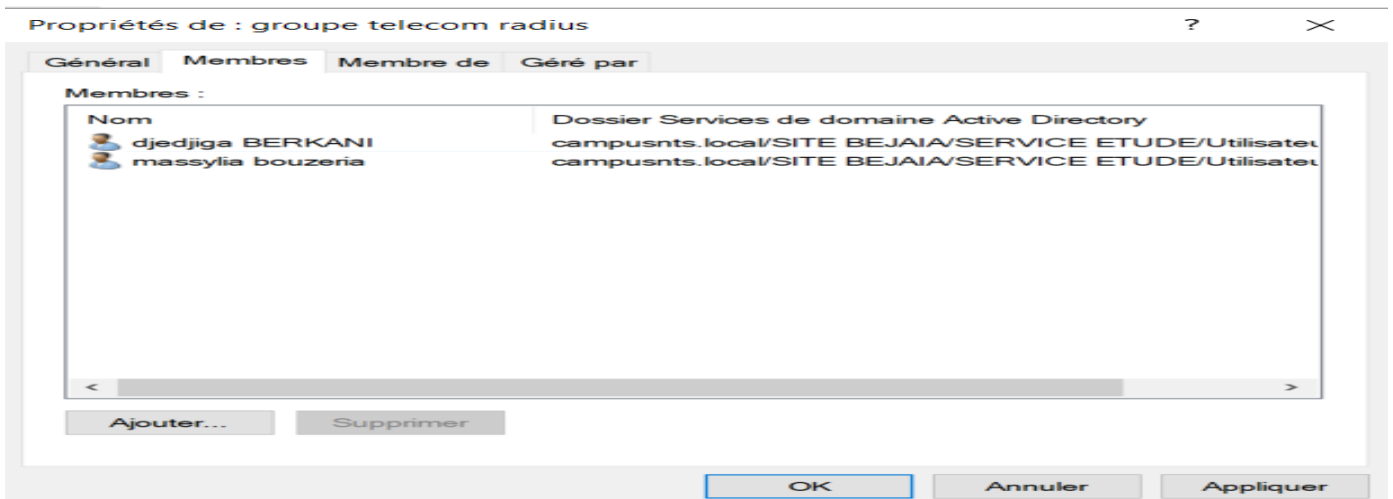 Propriétés de : groupe telecom radius ? ×
Général Membres Membre de Géré par
Membres :
Nom Dossier Services de domaine Active Directory
djedjiga BERKANI campusnts.local/SITE BEJAIA/SERVICE ETUDE/Utilisateu
massylia bouzeria campusnts.local/SITE BEJAIA/SERVICE ETUDE/Utilisateu
< >
Ajouter... Supprimer
OK Annuler Appliquer